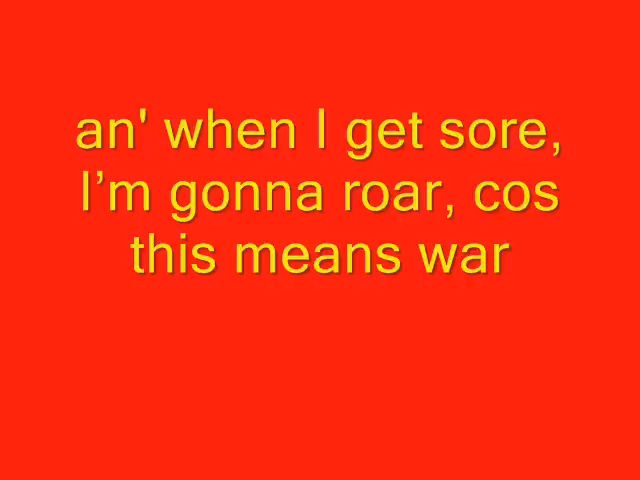 an' when I get sore,
I’m gonna roar, cos
this means war